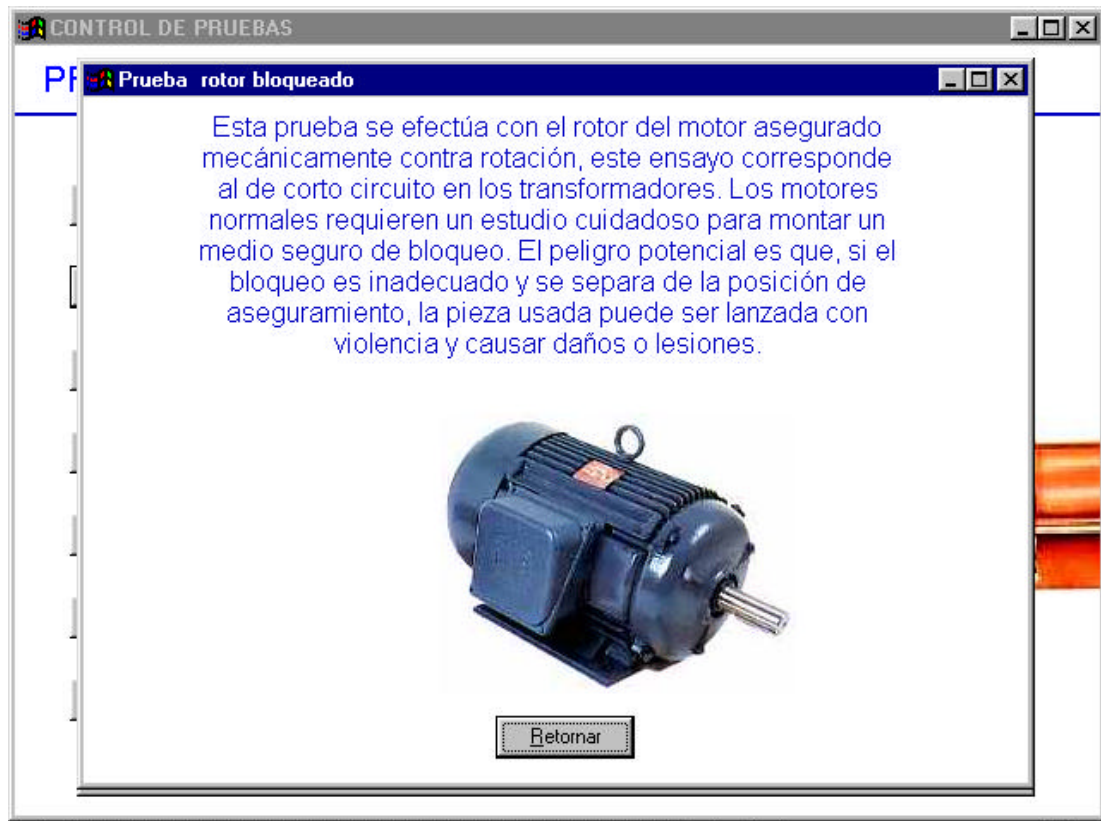 CONTROL DE PRUEBAS
Prueba rotor bloqueado
Esta prueba se efectúa con el rotor del motor asegurado
mecánicamente contra rotación, este ensayo corresponde
al de corto circuito en los transformadores. Los motores
normales requieren un estudio cuidadoso para montar un
medio seguro de bloqueo. El peligro potencial es que, si el
bloqueo es inadecuado y se separa de la posición de
aseguramiento, la pieza usada puede ser lanzada con
violencia y causar daños o lesiones.
Retornar